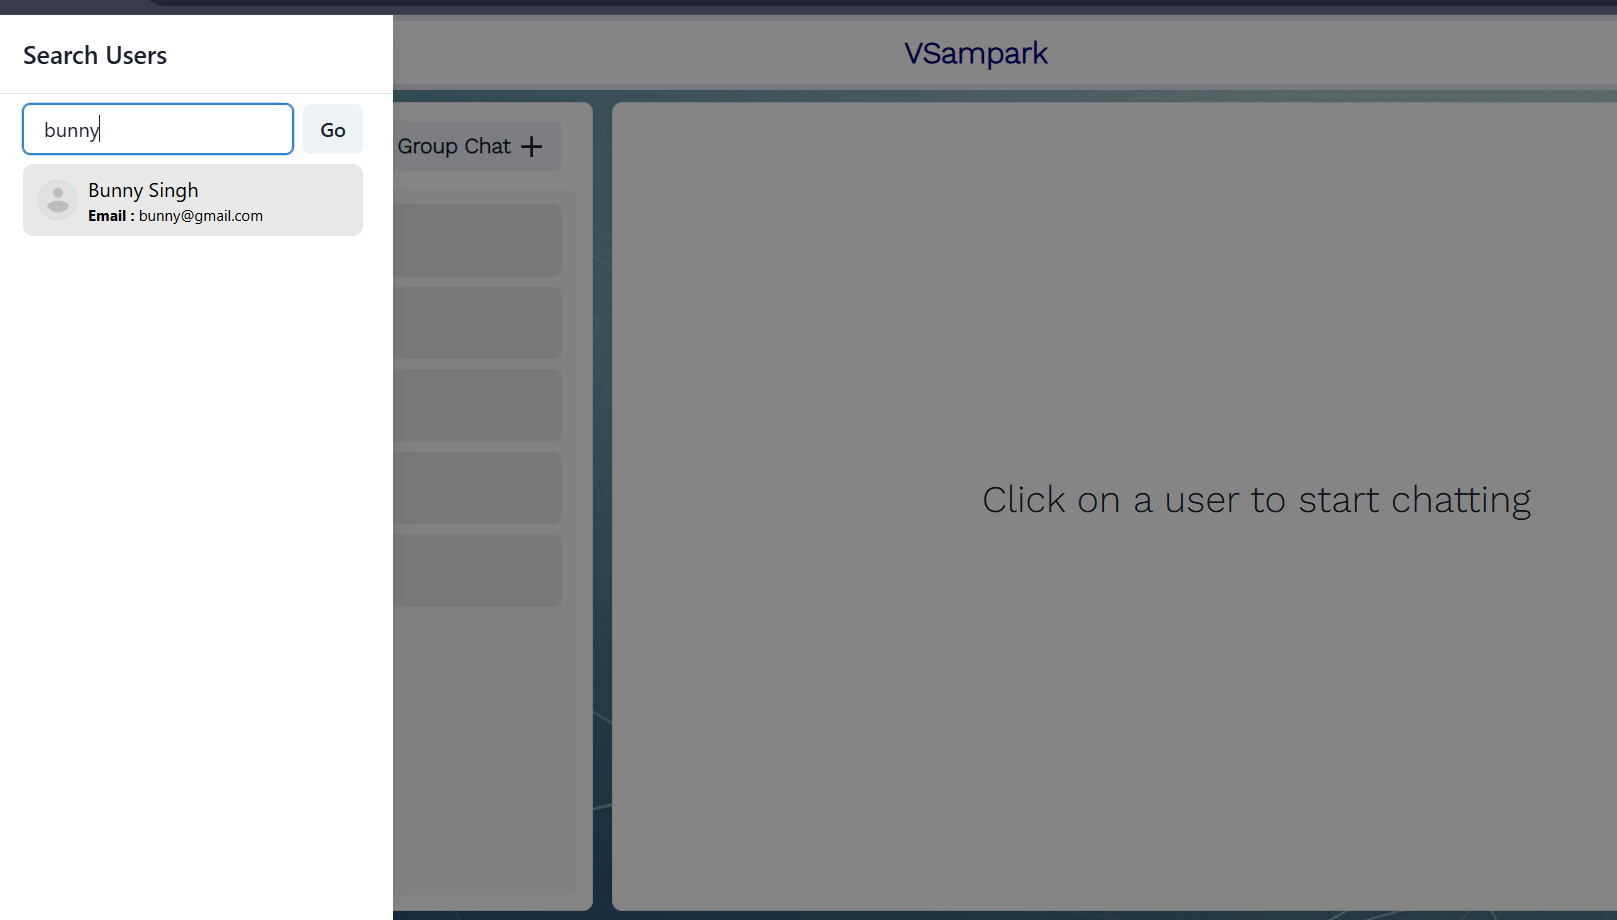 Search Users
VSampark
bunny
Go
Group Chat +
Bunny Singh
Email : bunny@gmail.com
Click on a user to start chatting